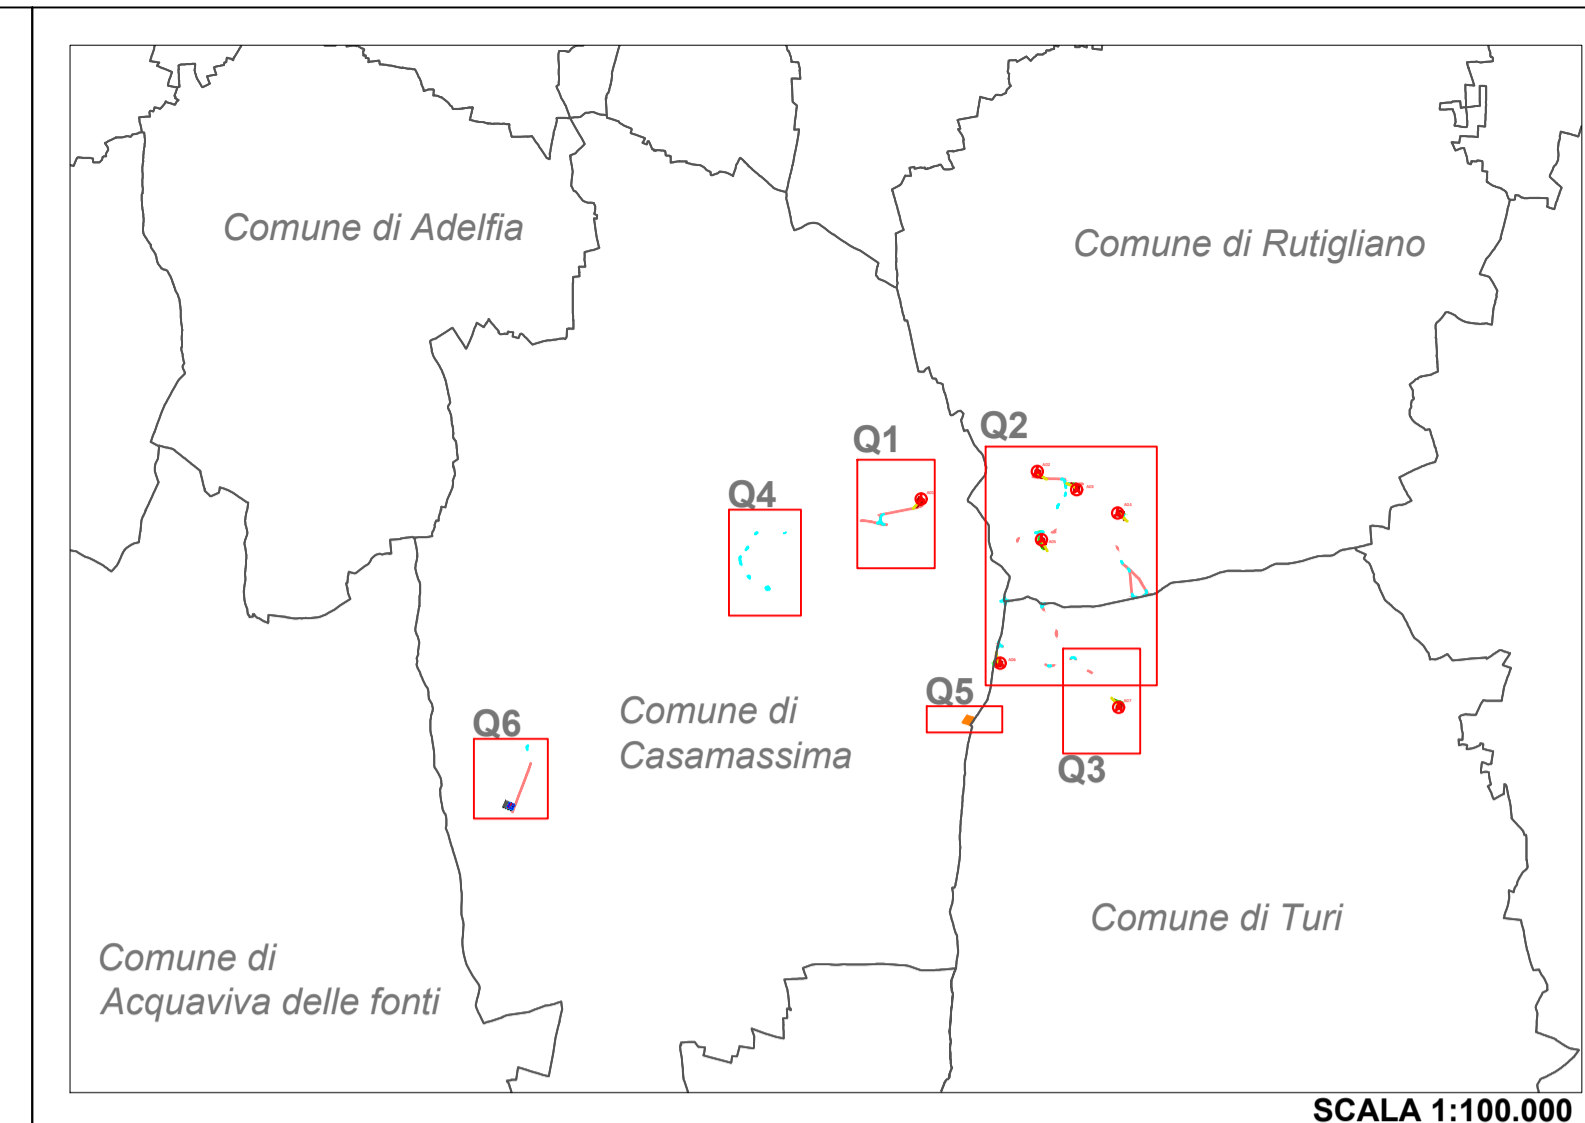 Comune di Adelfia
Comune di Rutigliano
Q1
Q2
Q4
Q5
Comune di
Casamassima
Q6
Q3
Comune di Turi
Comune di
Acquaviva delle fonti
SCALA 1:100.000